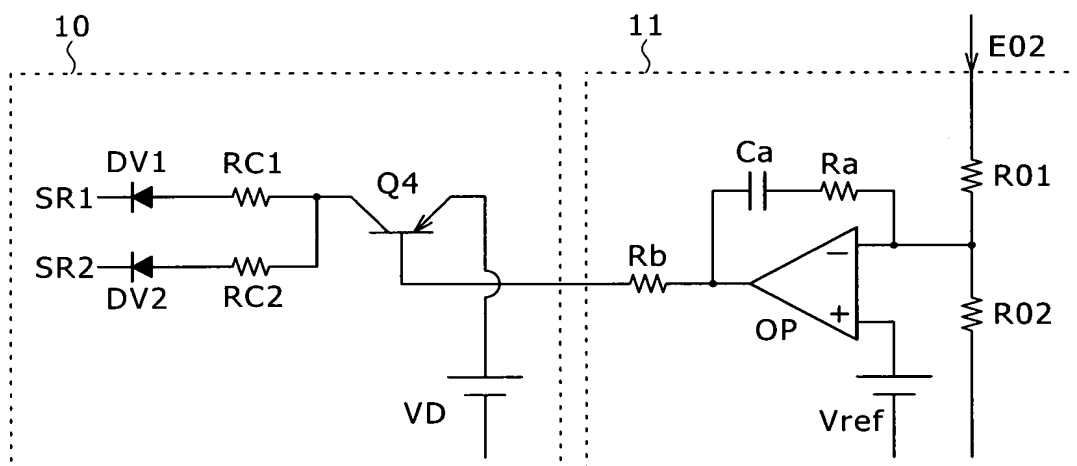 10
11
E02
DV1
RC1
Q4
Ca
Ra
R01
SR1
SR2
DV2
RC2
Rb
−
+
OP
R02
VD
Vref